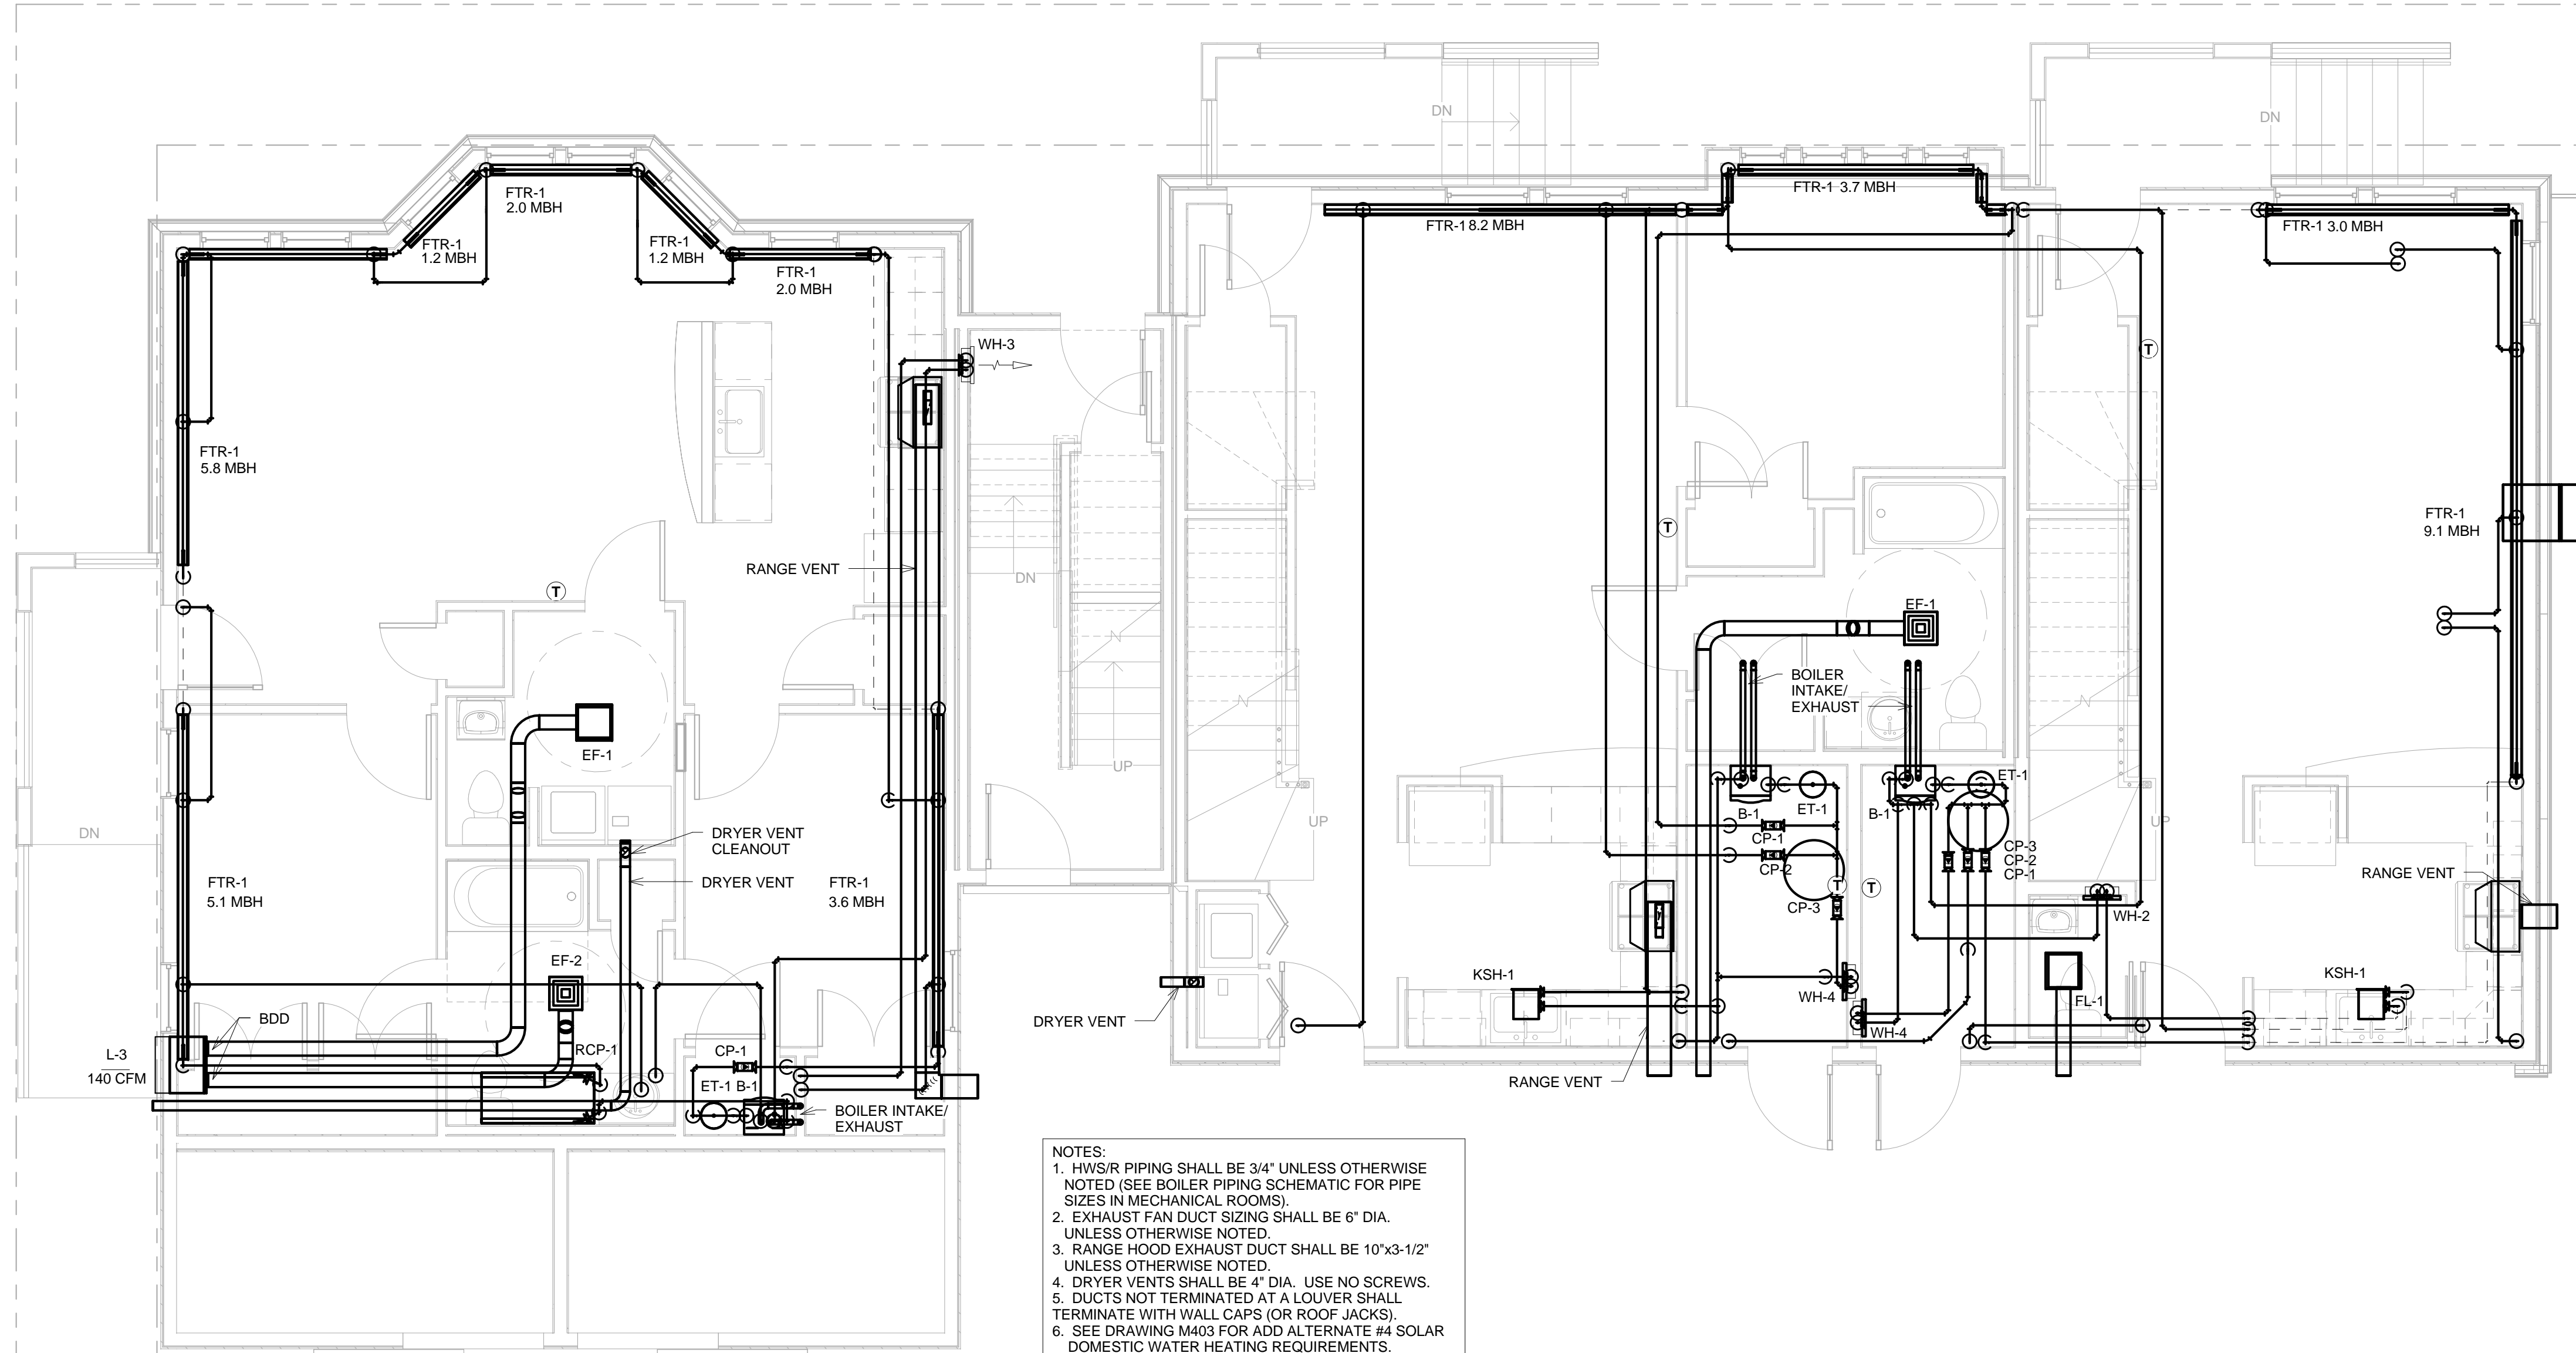 DN
DN
FTR-1
2.0 MBH
FTR-1 3.7 MBH
FTR-1 8.2 MBH
FTR-1 3.0 MBH
FTR-1
1.2 MBH
FTR-1
1.2 MBH
FTR-1
2.0 MBH
WH-3
T
FTR-1
5.8 MBH
FTR-1
9.1 MBH
T
RANGE VENT
DN
T
EF-1
BOILER
INTAKE/
EXHAUST
N
N
N
EF-1
UP
ET-1
ET-1
B-1
B-1
UP
UP
DN
DRYER VENT
CLEANOUT
CP-1
CP-2
CP-3
CP-2
CP-1
DRYER VENT
FTR-1
5.1 MBH
FTR-1
3.6 MBH
RANGE VENT
T
T
CP-3
WH-2
EF-2
KSH-1
KSH-1
WH-4
FL-1
BDD
DRYER VENT
WH-4
RCP-1
CP-1
L-3
140 CFM
ET-1 B-1
RANGE VENT
BOILER INTAKE/
EXHAUST
NOTES:
1. HWS/R PIPING SHALL BE 3/4" UNLESS OTHERWISE
NOTED (SEE BOILER PIPING SCHEMATIC FOR PIPE
SIZES IN MECHANICAL ROOMS).
2. EXHAUST FAN DUCT SIZING SHALL BE 6" DIA.
UNLESS OTHERWISE NOTED.
3. RANGE HOOD EXHAUST DUCT SHALL BE 10"x3-1/2"
UNLESS OTHERWISE NOTED.
4. DRYER VENTS SHALL BE 4" DIA. USE NO SCREWS.
5. DUCTS NOT TERMINATED AT A LOUVER SHALL
TERMINATE WITH WALL CAPS (OR ROOF JACKS).
6. SEE DRAWING M403 FOR ADD ALTERNATE #4 SOLAR
DOMESTIC WATER HEATING REQUIREMENTS.